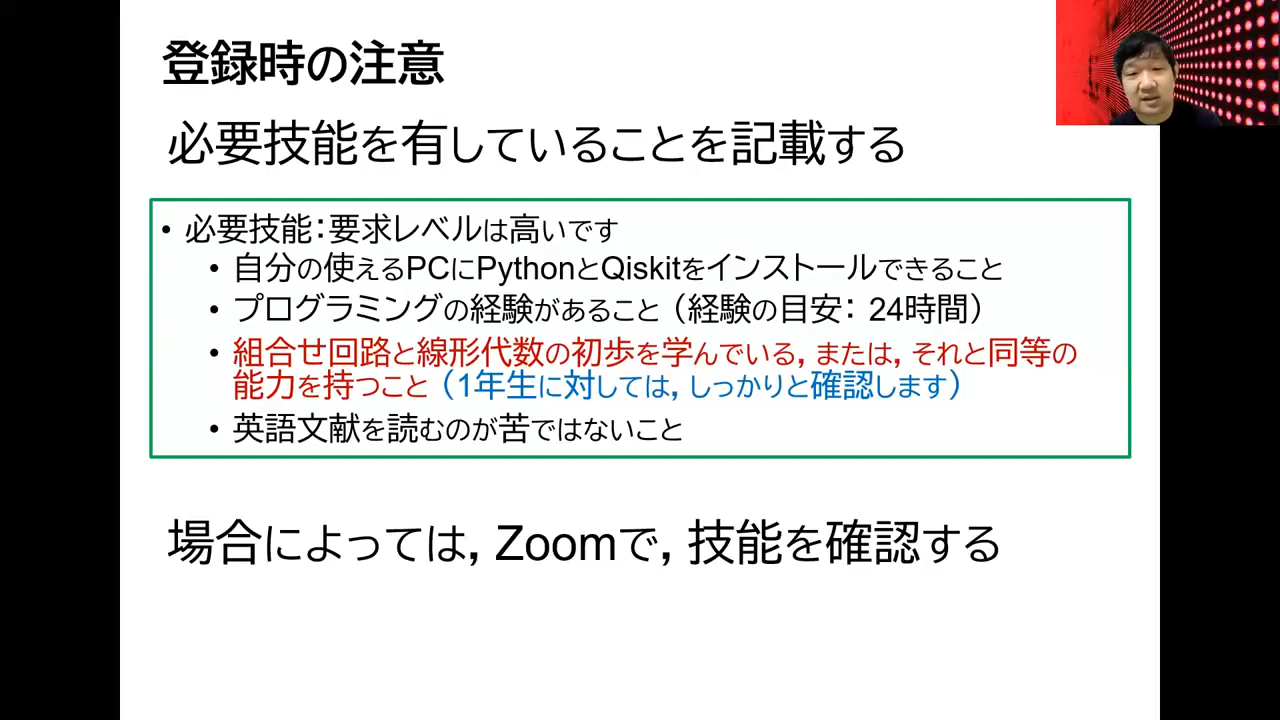 登録時の注意
必要技能を有していることを記載する
• 必要技能：要求レベルは高いです
• 自分の使えるPCにPythonとQiskitをインストールできること
• プログラミングの経験があること（経験の目安： 24時間）
• 組合せ回路と線形代数の初歩を学んでいる，または，それと同等の
能力を持つこと（1年生に対しては，しっかりと確認します）
• 英語文献を読むのが苦ではないこと
場合によっては，Zoomで，技能を確認する